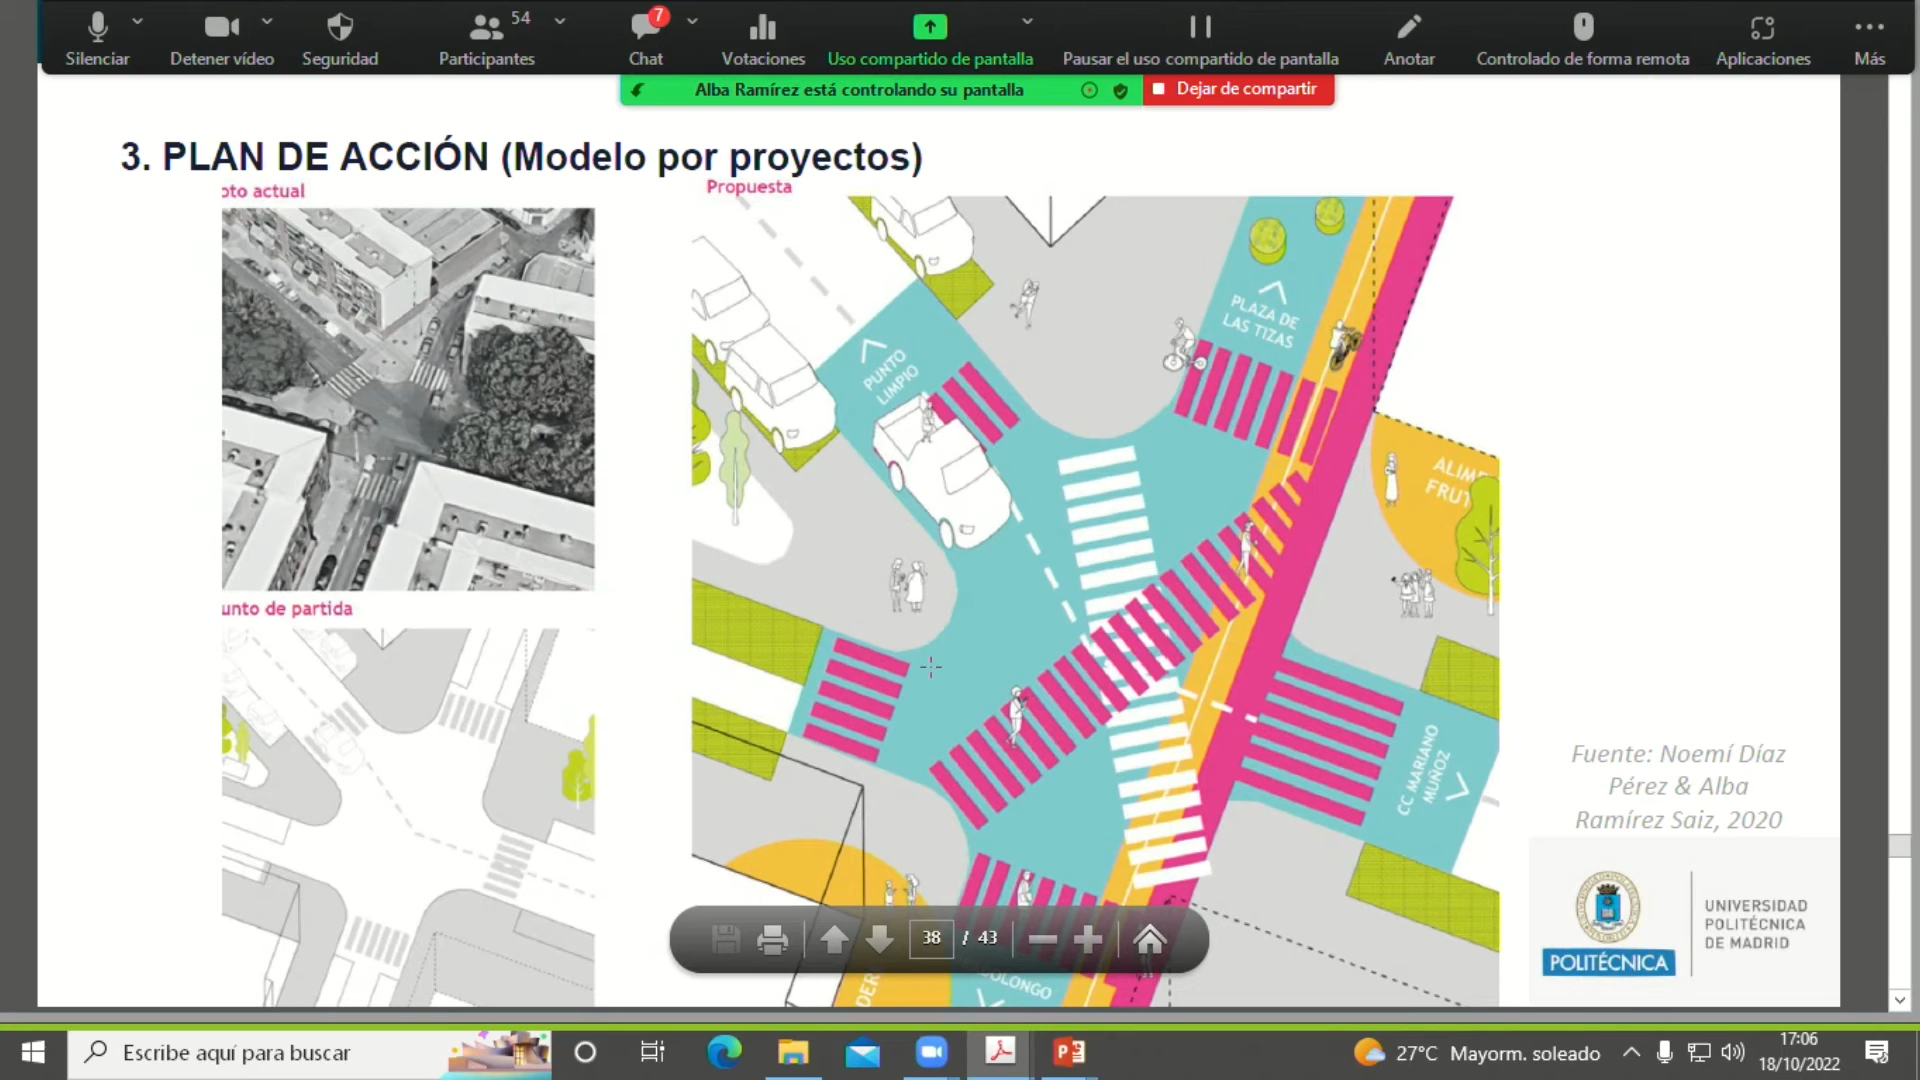 Silenciar
Detener vídeo
Seguridad
Participantes
54
Chat
7
Votaciones
Uso compartido de pantalla
Pausar el uso compartido de pantalla
Anotar
Controlado de forma remota
Aplicaciones
Más
Alba Ramírez está controlando su pantalla
Dejar de compartir
3. PLAN DE ACCIÓN (Modelo por proyectos)
oto actual
Propuesta
PUNTO
LIMPIO
PLAZA DE
LAS TIZAS
ALIME
FRUT
unto de partida
CC MARIANO
MUÑOZ
Fuente: Noemí Díaz
Pérez & Alba
Ramírez Saiz, 2020
POLITÉCNICA
UNIVERSIDAD
POLITÉCNICA
DE MADRID
38 / 43
DER
OLONGO
Escribe aquí para buscar
27°C Mayorm. soleado
17:06
18/10/2022